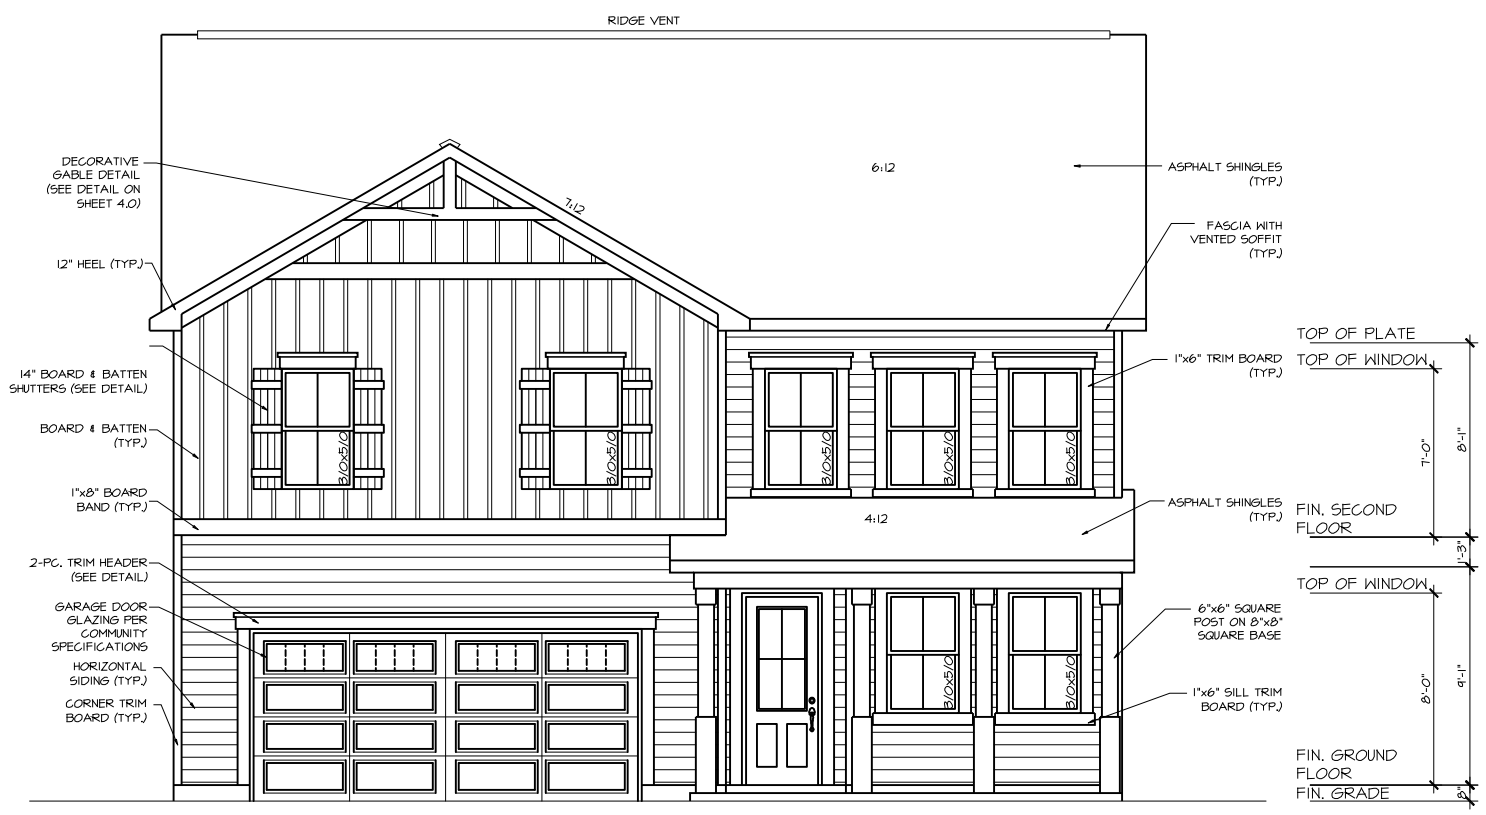 RIDGE VENT
DECORATIVE
GABLE DETAIL
(SEE DETAIL ON
SHEET 4.0)
12" HEEL (TYP.)
14" BOARD & BATTEN
SHUTTERS (SEE DETAIL)
BOARD & BATTEN
(TYP.)
1"x8" BOARD
BAND (TYP.)
2-PC. TRIM HEADER
(SEE DETAIL)
GARAGE DOOR
GLAZING PER
COMMUNITY
SPECIFICATIONS
HORIZONTAL
SIDING (TYP.)
CORNER TRIM
BOARD (TYP.)
7:12
6:12
4:12
3/0x5/0
3/0x5/0
3/0x5/0
3/0x5/0
3/0x5/0
3/0x5/0
3/0x5/0
ASPHALT SHINGLES
(TYP.)
FASCIA WITH
VENTED SOFFIT
(TYP.)
1"x6" TRIM BOARD
(TYP.)
ASPHALT SHINGLES
(TYP.)
6"x6" SQUARE
POST ON 8"x8"
SQUARE BASE
1"x6" SILL TRIM
BOARD (TYP.)
TOP OF PLATE
TOP OF WINDOW
7'-0"
8'-1"
FIN. SECOND
FLOOR
1'-3"
TOP OF WINDOW
8'-0"
9'-1"
FIN. GROUND
FLOOR
FIN. GRADE
8"